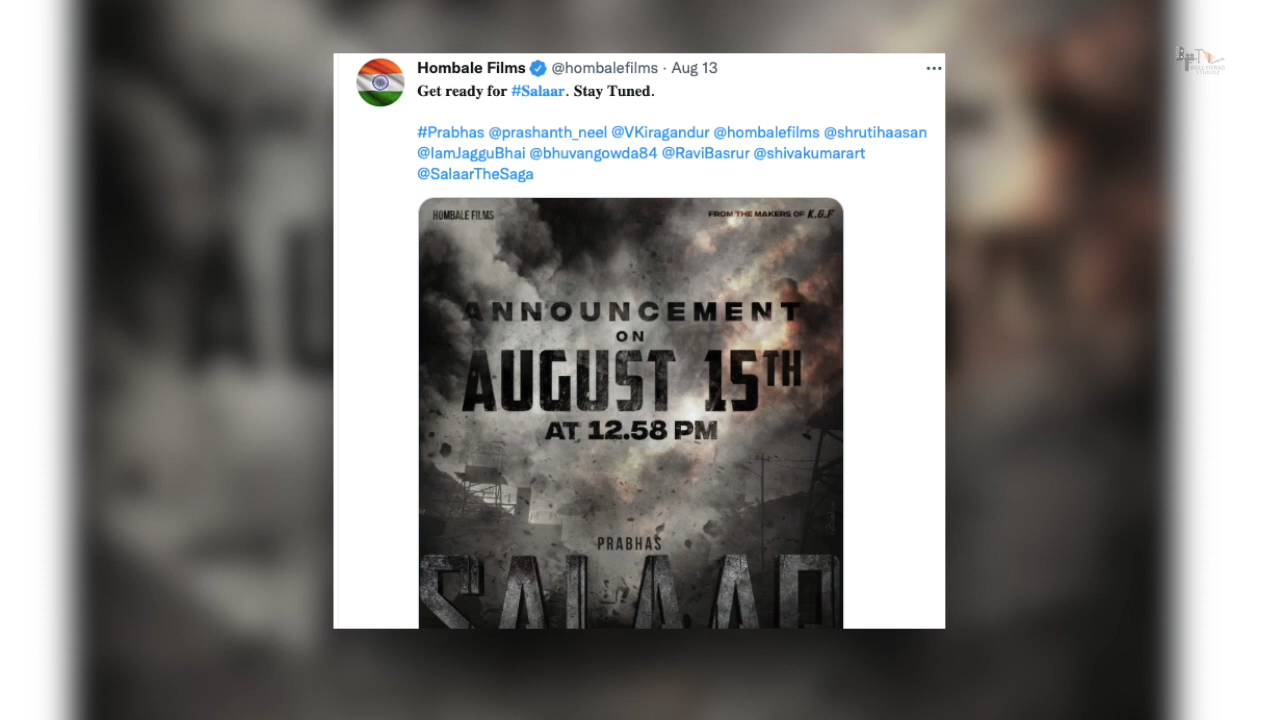 Hombale Films @hombalefilms · Aug 13
Get ready for #Salaar. Stay Tuned.
#Prabhas @prashanth_neel @VKiragandur @hombalefilms @shrutihaasan
@IamJagguBhai @bhuvangowda84 @RaviBasrur @shivakumarart
@SalaarTheSaga
HOMBALE FILMS
FROM THE MAKERS OF K.G.F
ANNOUNCEMENT
ON
AUGUST 15TH
AT 12.58 PM
PRABHAS
SALAAR